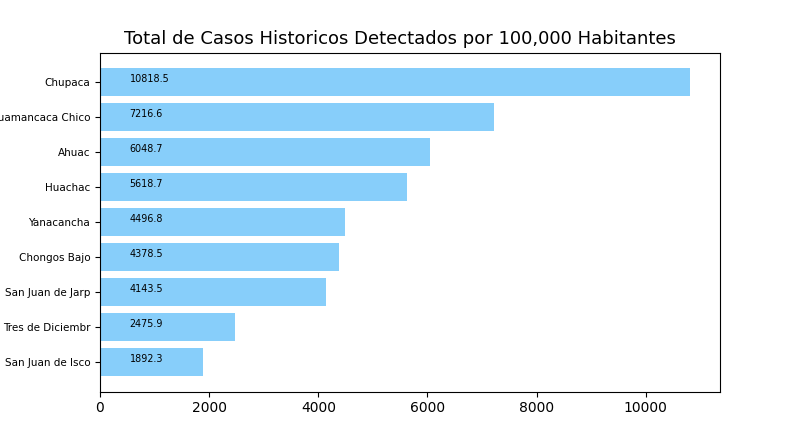 Total de Casos Historicos Detectados por 100,000 Habitantes
Chupaca 10818.5
uamancaca Chico 7216.6
Ahuac 6048.7
Huachac 5618.7
Yanacancha 4496.8
Chongos Bajo 4378.5
San Juan de Jarp 4143.5
Tres de Diciembr 2475.9
San Juan de Isco 1892.3
0 2000 4000 6000 8000 10000